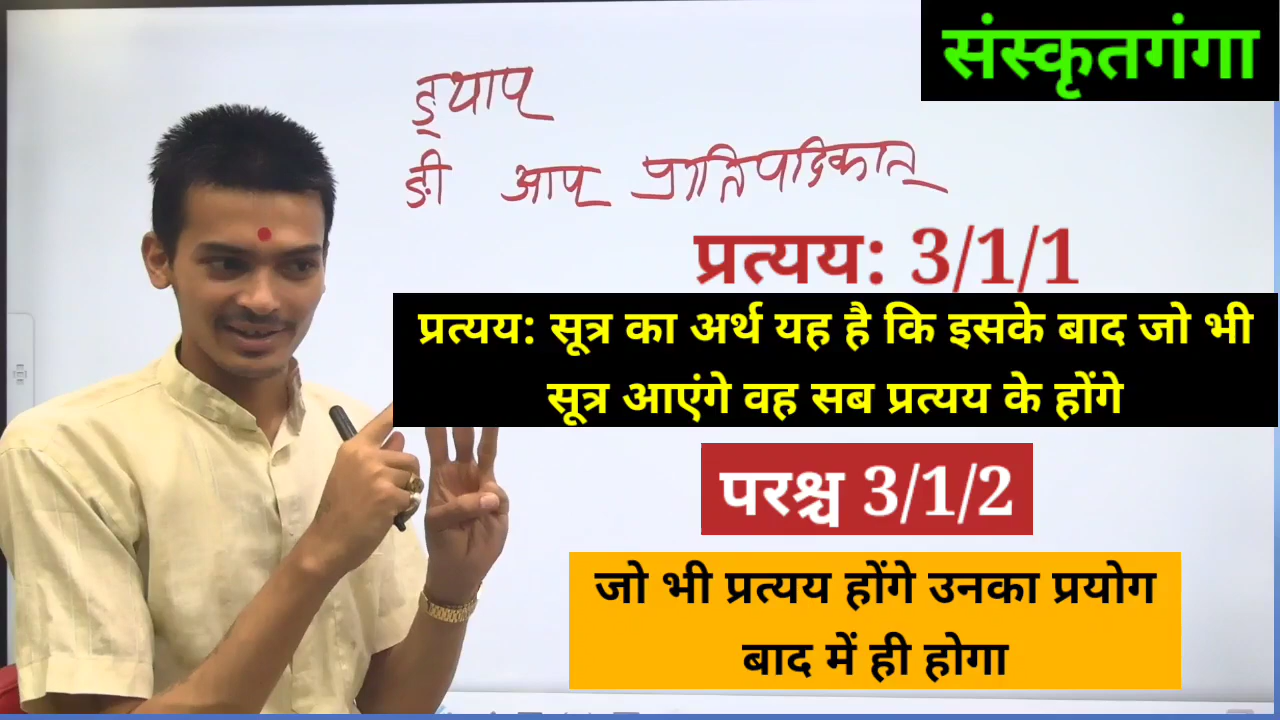 संस्कृतगंगा
ङ्याप्
ङी आप् प्रातिपदिकात्
प्रत्यय: 3/1/1
प्रत्यय: सूत्र का अर्थ यह है कि इसके बाद जो भी
सूत्र आएंगे वह सब प्रत्यय के होंगे
परश्च 3/1/2
जो भी प्रत्यय होंगे उनका प्रयोग
बाद में ही होगा